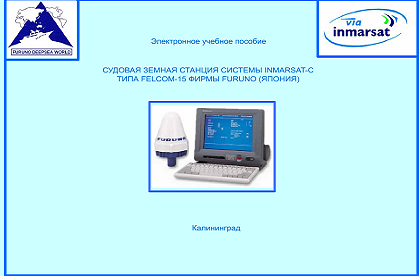 Электронное учебное пособие
via
inmarsat
FURUNO DEEPSEA WORLD
СУДОВАЯ ЗЕМНАЯ СТАНЦИЯ СИСТЕМЫ INMARSAT-C
ТИПА FELCOM-15 ФИРМЫ FURUNO (ЯПОНИЯ)
FURUNO
Калининград